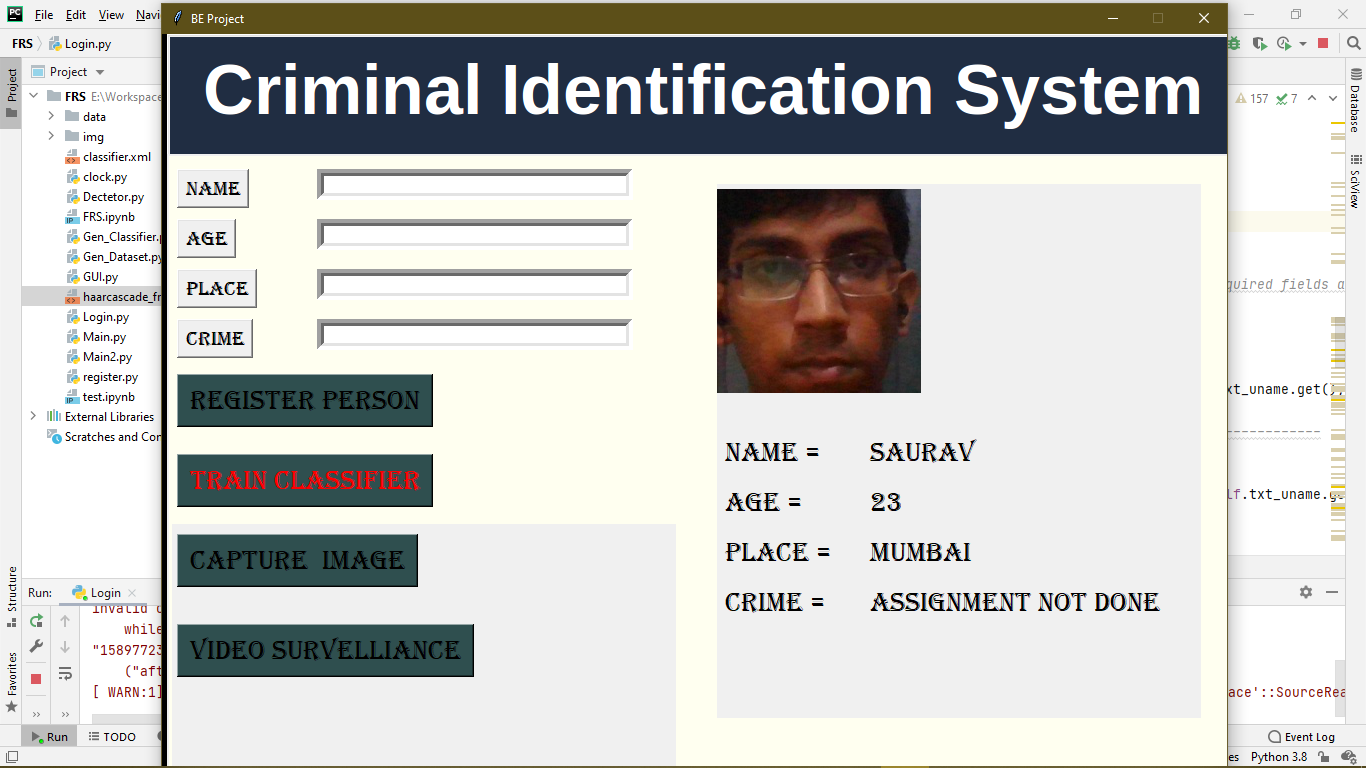 File Edit View Navi
BE Project
FRS Login.py
Criminal Identification System
Project
Project
157 7
FRS E:\Workspace
data
img
classifier.xml
clock.py
Dectetor.py
FRS.ipynb
Gen_Classifier.p
Gen_Dataset.py
GUI.py
haarcascade_fr
Login.py
Main.py
Main2.py
register.py
test.ipynb
External Libraries
Scratches and Con
Database
SciView
NAME
AGE
PLACE
CRIME
REGISTER PERSON
TRAIN CLASSIFIER
CAPTURE IMAGE
VIDEO SURVELLIANCE
NAME = SAURAV
AGE = 23
PLACE = MUMBAI
CRIME = ASSIGNMENT NOT DONE
quired fields a
xt_uname.get(),
lf.txt_uname.ge
Structure
Favorites
Run: Login
invalid c
while
"15897723
("aft
[ WARN:1]
ace'::SourceRea
Run TODO
Event Log
es Python 3.8